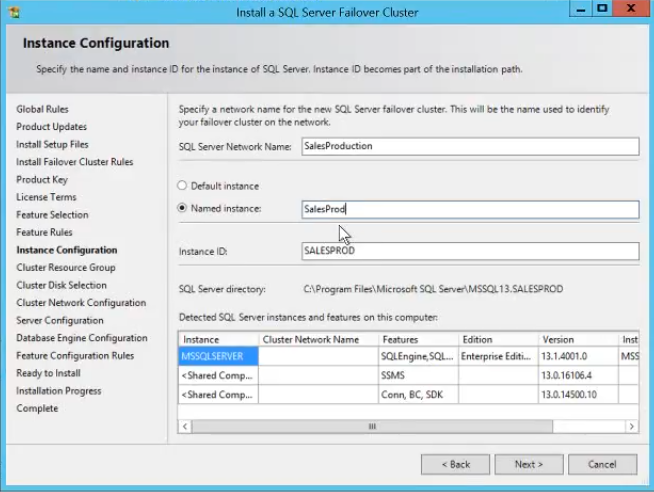 Install a SQL Server Failover Cluster
Instance Configuration
Specify the name and instance ID for the instance of SQL Server. Instance ID becomes part of the installation path.
Global Rules
Product Updates
Install Setup Files
Install Failover Cluster Rules
Product Key
License Terms
Feature Selection
Feature Rules
Instance Configuration
Cluster Resource Group
Cluster Disk Selection
Cluster Network Configuration
Server Configuration
Database Engine Configuration
Feature Configuration Rules
Ready to Install
Installation Progress
Complete
Specify a network name for the new SQL Server failover cluster. This will be the name used to identify
your failover cluster on the network.
SQL Server Network Name: SalesProduction
Default instance
Named instance: SalesProd
Instance ID: SALESPROD
SQL Server directory: C:\Program Files\Microsoft SQL Server\MSSQL13.SALESPROD
Detected SQL Server instances and features on this computer:
Instance Cluster Network Name Features Edition Version Inst
MSSQLSERVER SQLEngine,SQL... Enterprise Editi... 13.1.4001.0 MSS
<Shared Comp... SSMS 13.0.16106.4
<Shared Comp... Conn, BC, SDK 13.0.14500.10
< Back Next > Cancel